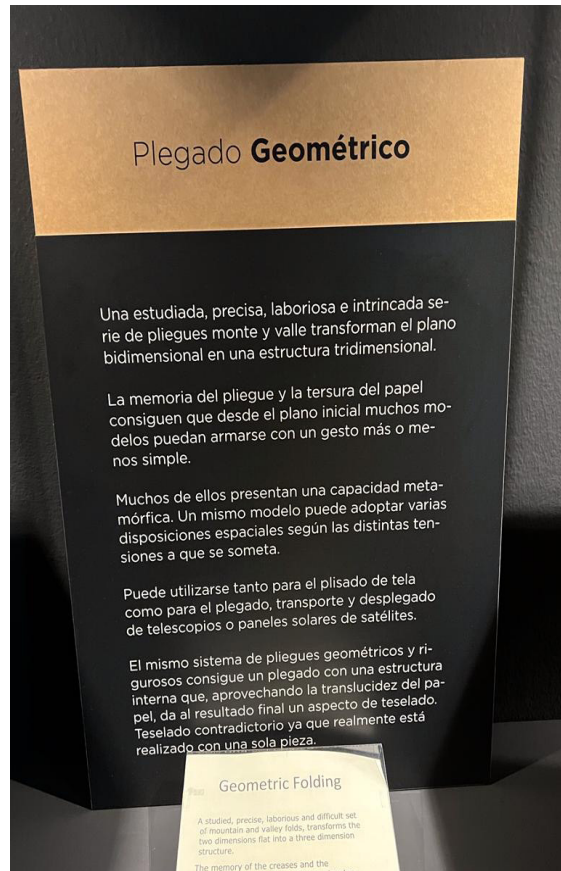 Plegado Geométrico
Una estudiada, precisa, laboriosa e intrincada se-
rie de pliegues monte y valle transforman el plano
bidimensional en una estructura tridimensional.
La memoria del pliegue y la tersura del papel
consiguen que desde el plano inicial muchos mo-
delos puedan armarse con un gesto más o me-
nos simple.
Muchos de ellos presentan una capacidad meta-
mórfica. Un mismo modelo puede adoptar varias
disposiciones espaciales según las distintas ten-
siones a que se someta.
Puede utilizarse tanto para el plisado de tela
como para el plegado, transporte y desplegado
de telescopios o paneles solares de satélites.
El mismo sistema de pliegues geométricos y ri-
gurosos consigue un plegado con una estructura
interna que, aprovechando la translucidez del pa-
pel, da al resultado final un aspecto de teselado.
Teselado contradictorio ya que realmente está
realizado con una sola pieza.
Geometric Folding
A studied, precise, laborious and difficult set
of mountain and valley folds, transforms the
two dimensions flat into a three dimension
structure.
The memory of the creases and the